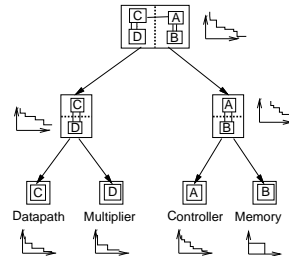 C A
D B
C
D
A
B
C D A B
Datapath Multiplier Controller Memory